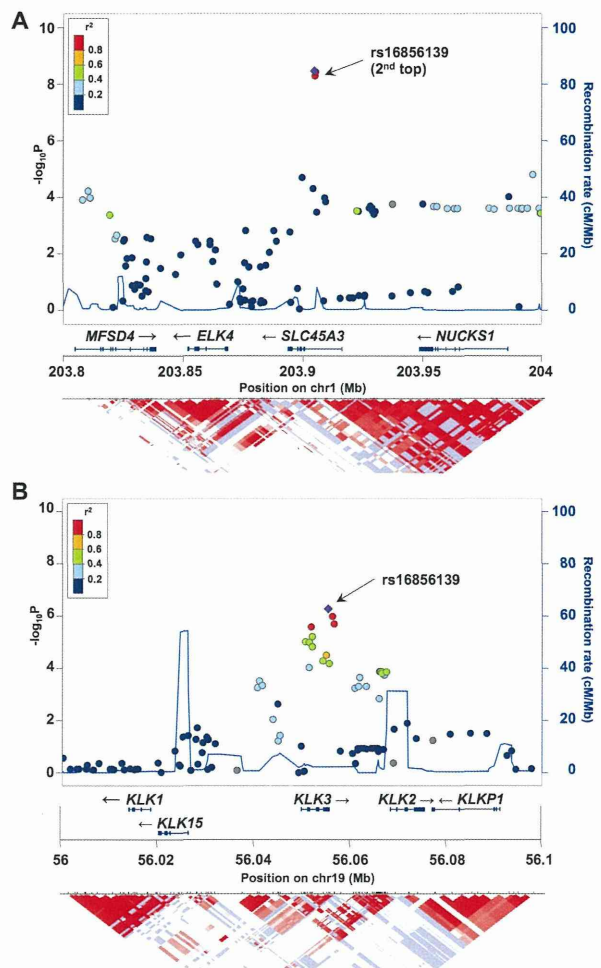 A
10
8
6
4
2
0
-log10P
r²
0.8
0.6
0.4
0.2
rs16856139
(2nd top)
100
80
60
40
20
0
Recombination rate (cM/Mb)
MFSD4 →
← ELK4
← SLC45A3
← NUCKS1
203.8
203.85
203.9
203.95
204
Position on chr1 (Mb)
B
10
8
6
4
2
0
-log10P
r²
0.8
0.6
0.4
0.2
rs16856139
100
80
60
40
20
0
Recombination rate (cM/Mb)
← KLK1
KLK3 →
KLK2 →
← KLKP1
← KLK15
56
56.02
56.04
56.06
56.08
56.1
Position on chr19 (Mb)